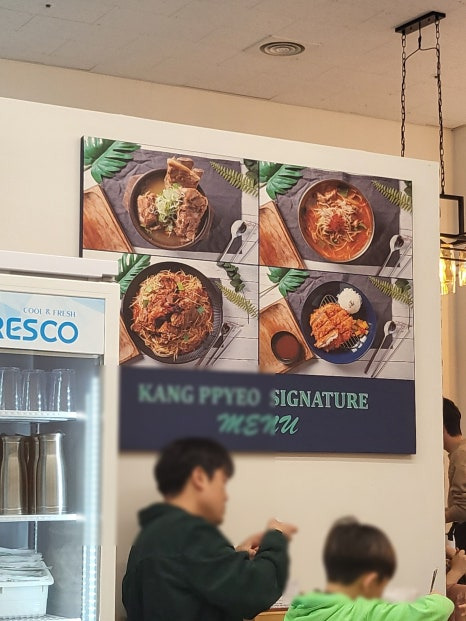 COOL & FRESH
RESCO
KANG PPYEO SIGNATURE
MENU